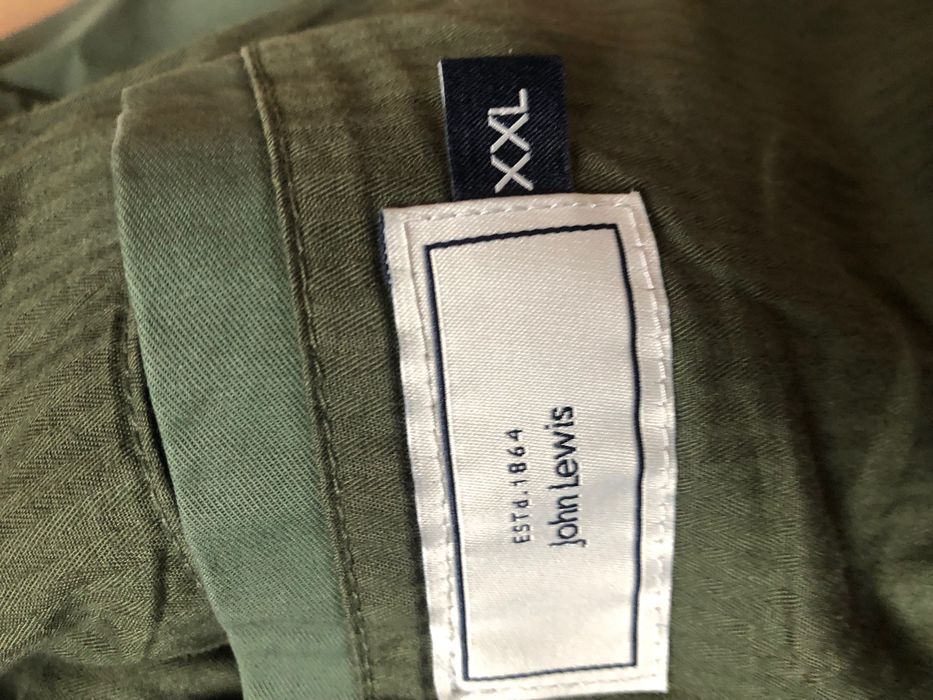 XXL
ESTd.1864
John Lewis